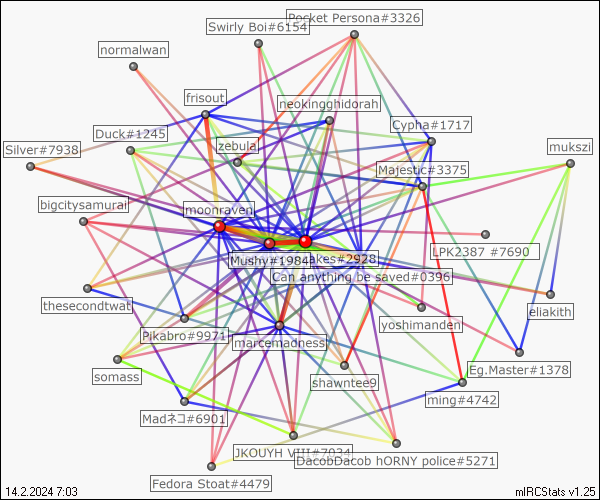 Pocket Persona#3326
Swirly Boi#6154
normalwan
frisout
neokingghidorah
Cypha#1717
Duck#1245
zebula
Silver#7938
mukszi
Majestic#3375
bigcitysamurai
moonraven
LPK2387 #7690
Mushy#1984
akes#2928
Can anything be saved#0396
thesecondtwat
eliakith
yoshimanden
Pikabro#9971
marcemadness
somass
shawntee9
Eg.Master#1378
ming#4742
Madネコ#6901
JKOUYH VIII#7034
DacobDacob hORNY police#5271
Fedora Stoat#4479
14.2.2024 7:03
mIRCStats v1.25